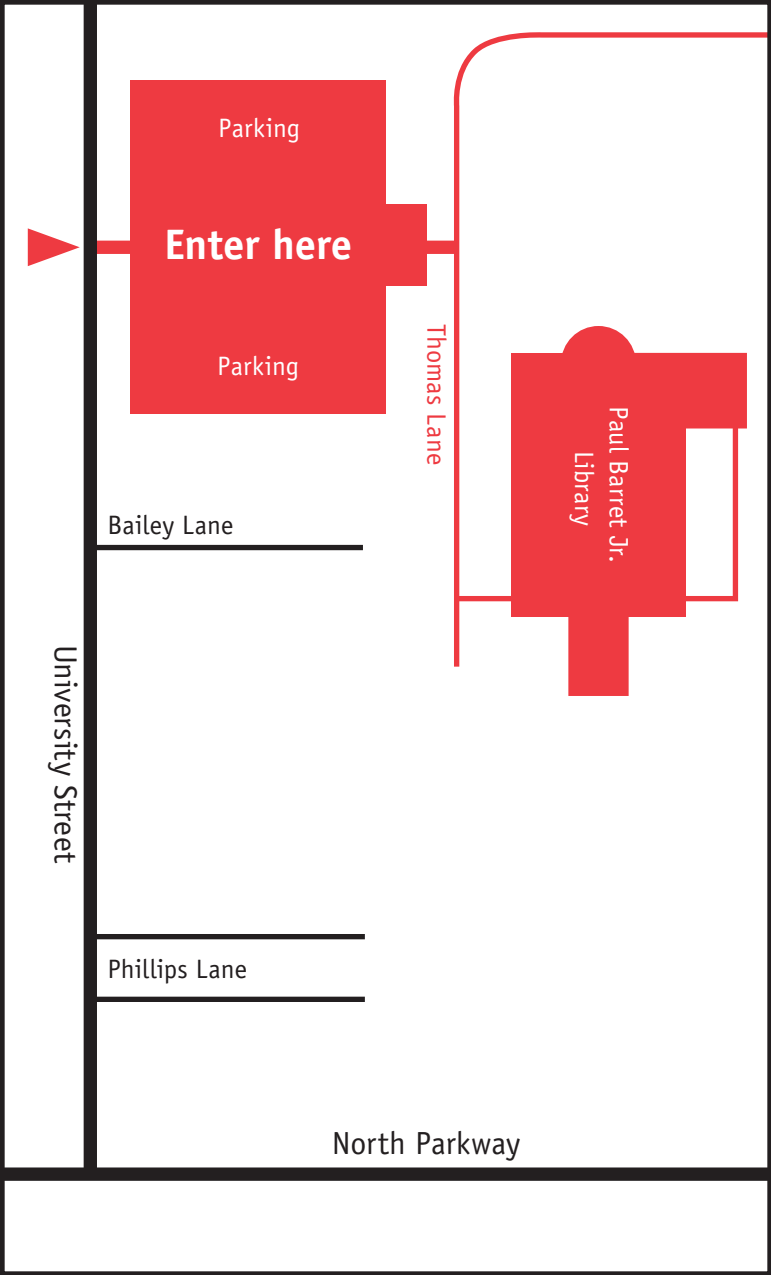 Parking
Enter here
Parking
Thomas Lane
Paul Barret Jr.
Library
Bailey Lane
University Street
Phillips Lane
North Parkway